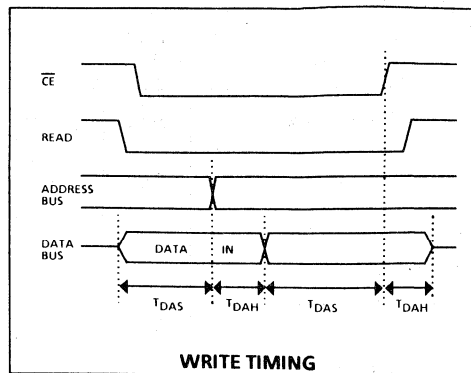 CE
READ
ADDRESS
BUS
DATA
BUS
DATA IN
TDAS TDAH TDAS TDAH
WRITE TIMING